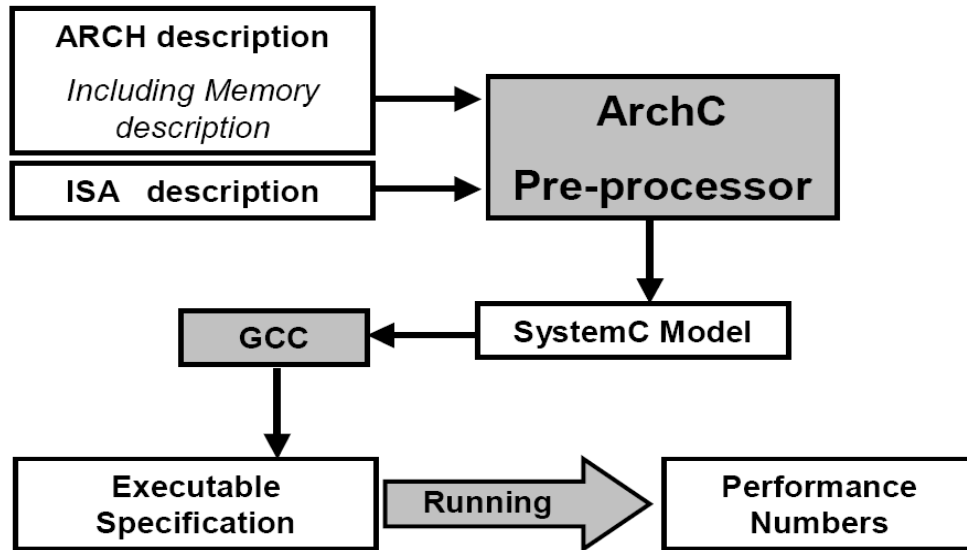 ARCH description
Including Memory
description
ISA description
ArchC
Pre-processor
SystemC Model
GCC
Executable
Specification
Running
Performance
Numbers